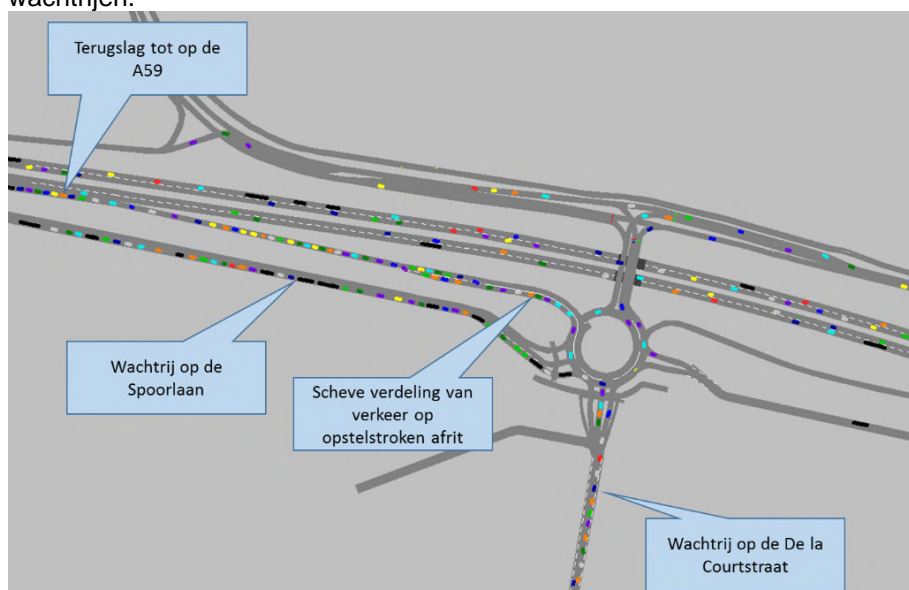 wachtrijen.
Terugslag tot op de
A59
Wachtrij op de
Spoorlaan
Scheve verdeling van
verkeer op
opstelstroken afrit
Wachtrij op de De la
Courtstraat